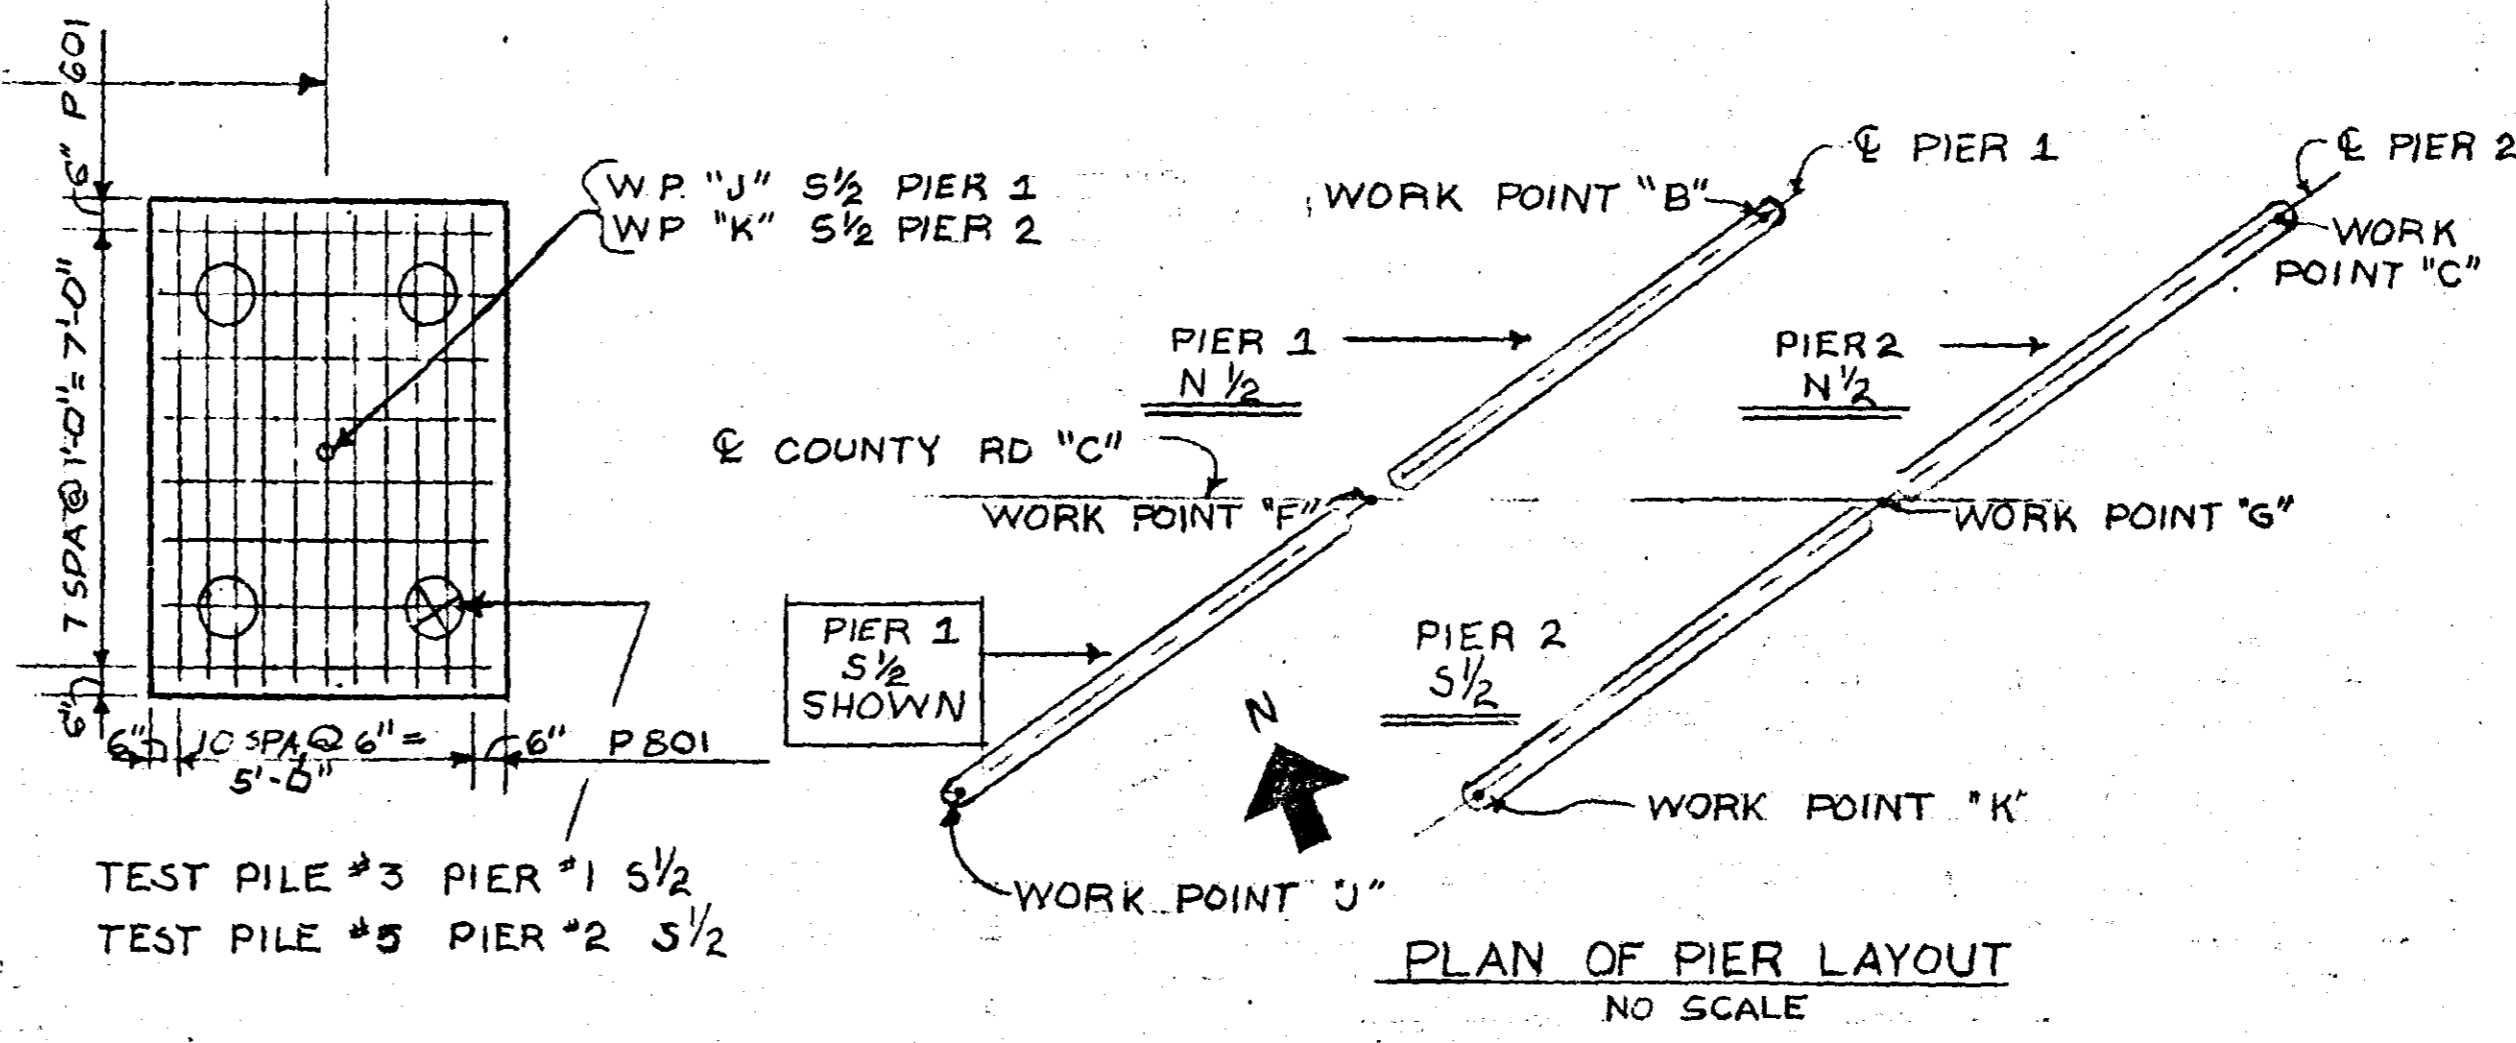 6" P601
7 SPA@1'-0"= 7'-0"
6"
6"
10 SPA@ 6"=
5'-0"
6"
P801
W.P. "J" S½ PIER 1
WP "K" S½ PIER 2
TEST PILE #3 PIER #1 S½
TEST PILE #5 PIER #2 S½
℄ PIER 1
℄ PIER 2
WORK POINT "B"
WORK
POINT "C"
PIER 1
N ½
PIER 2
N ½
℄ COUNTY RD "C"
WORK POINT "F"
WORK POINT "G"
PIER 1
S½
SHOWN
PIER 2
S½
N
WORK POINT "K"
WORK POINT "J"
PLAN OF PIER LAYOUT
NO SCALE